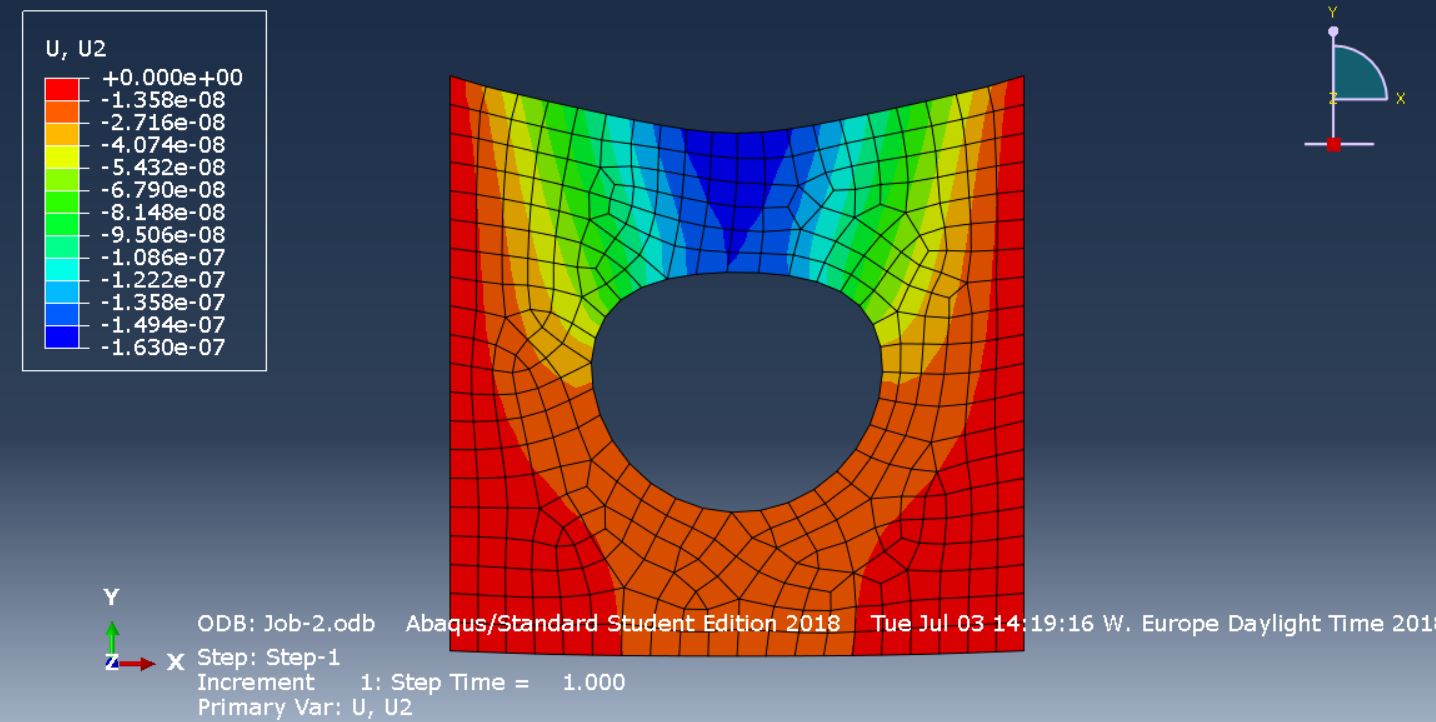 U, U2
+0.000e+00
-1.358e-08
-2.716e-08
-4.074e-08
-5.432e-08
-6.790e-08
-8.148e-08
-9.506e-08
-1.086e-07
-1.222e-07
-1.358e-07
-1.494e-07
-1.630e-07
Y
Z
X
Y
Z X
ODB: Job-2.odb Abaqus/Standard Student Edition 2018 Tue Jul 03 14:19:16 W. Europe Daylight Time 2018
Step: Step-1
Increment 1: Step Time = 1.000
Primary Var: U, U2